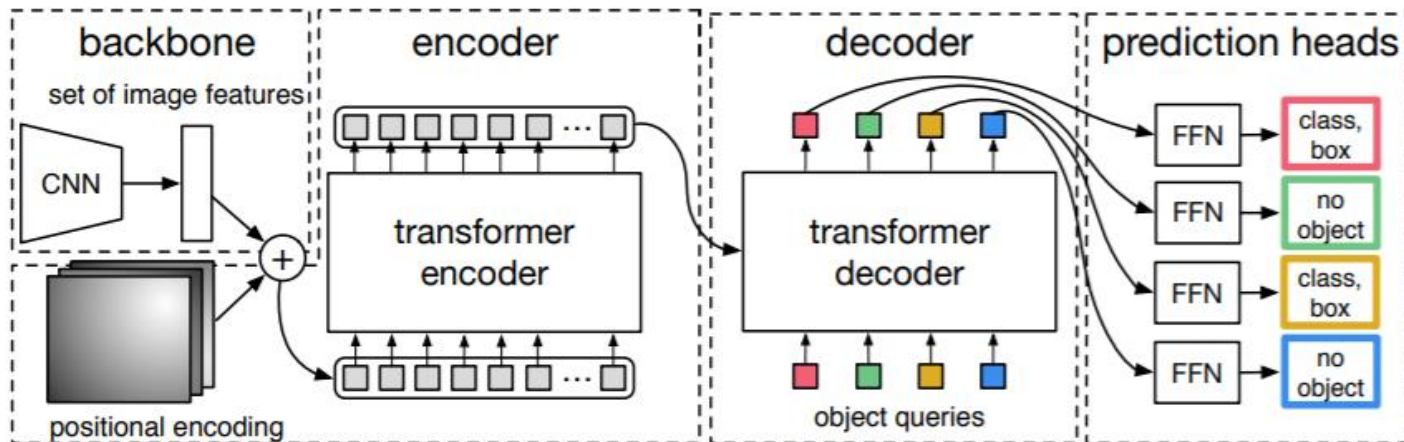 backbone
set of image features
CNN
+
positional encoding
encoder
...
transformer
encoder
...
decoder
transformer
decoder
object queries
prediction heads
FFN
class,
box
FFN
no
object
FFN
class,
box
FFN
no
object